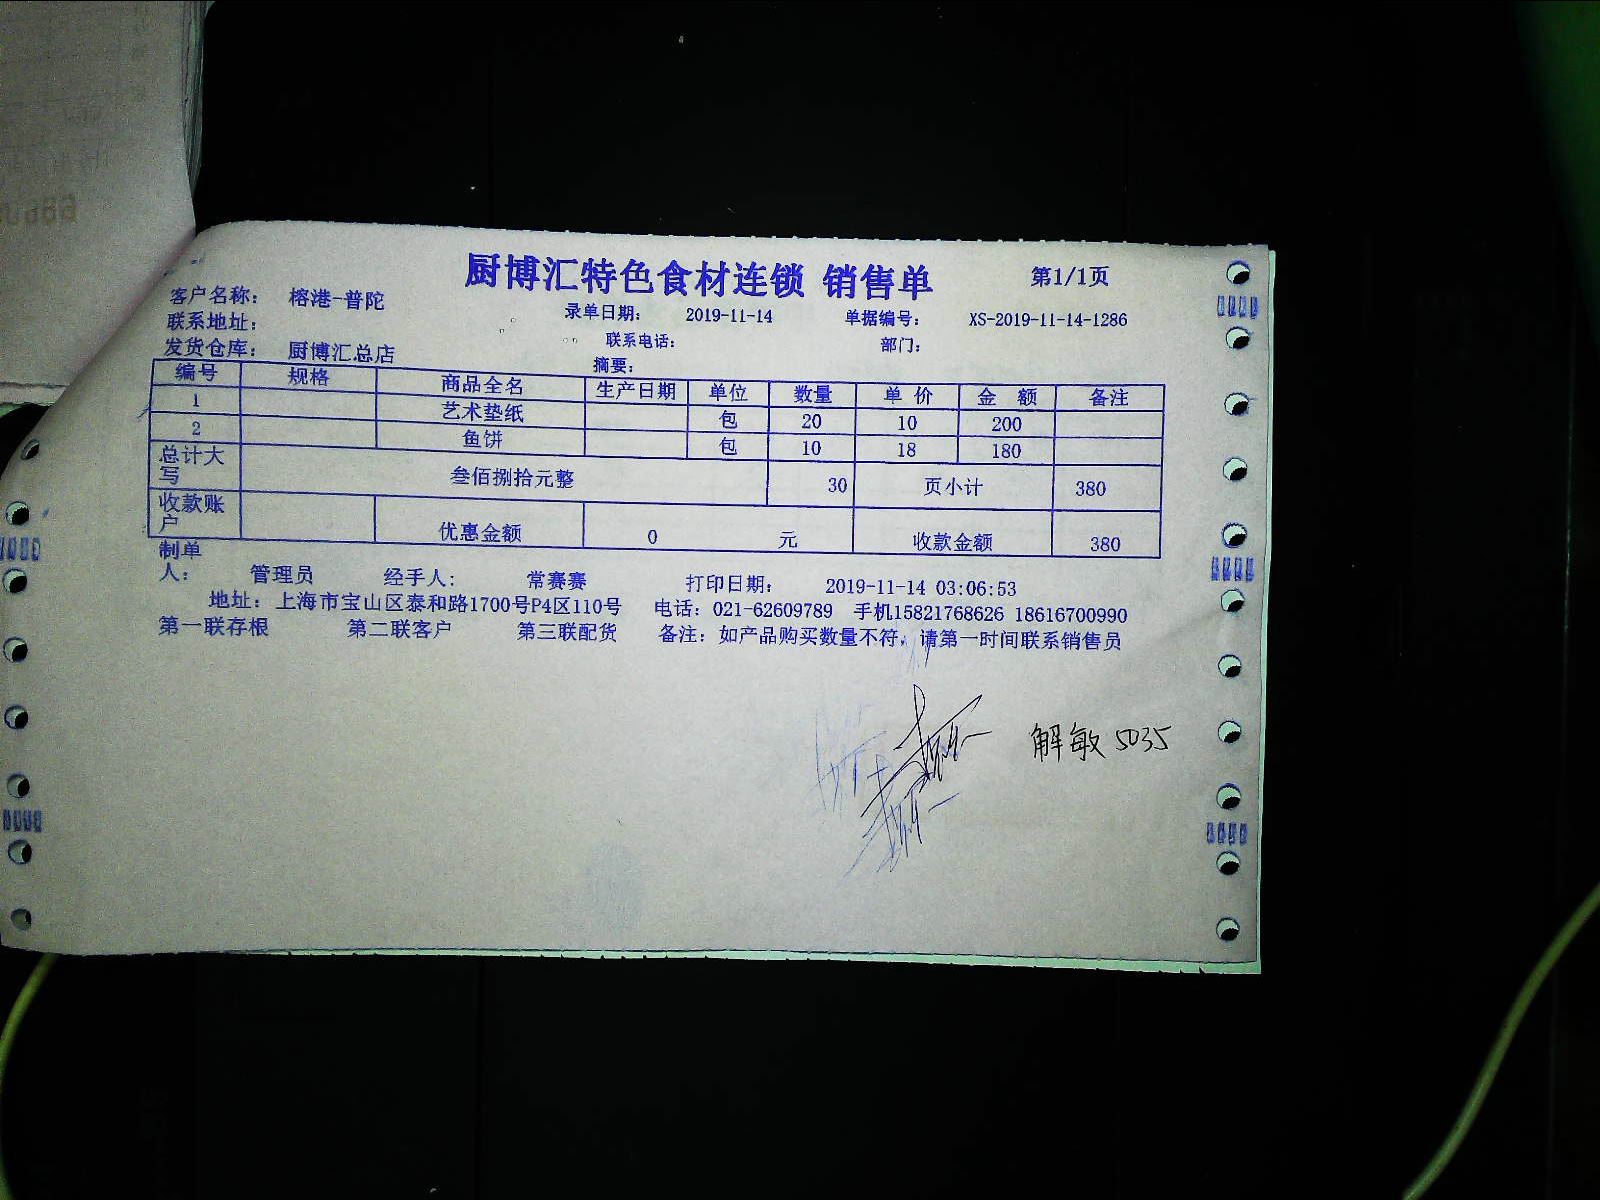 厨博汇特色食材连锁 销售单 第1/1页
客户名称： 榕港-普陀 录单日期： 2019-11-14 单据编号： XS-2019-11-14-1286
联系地址： 联系电话： 部门：
发货仓库： 厨博汇总店 摘要：
编号 规格 商品全名 生产日期 单位 数量 单 价 金 额 备注
1 艺术垫纸 包 20 10 200
2 鱼饼 包 10 18 180
总计大写 叁佰捌拾元整 30 页小计 380
收款账户 优惠金额 0 元 收款金额 380
制单人： 管理员 经手人： 常赛赛 打印日期： 2019-11-14 03:06:53
地址：上海市宝山区泰和路1700号P4区110号 电话：021-62609789 手机15821768626 18616700990
第一联存根 第二联客户 第三联配货 备注：如产品购买数量不符，请第一时间联系销售员
解敏 5035